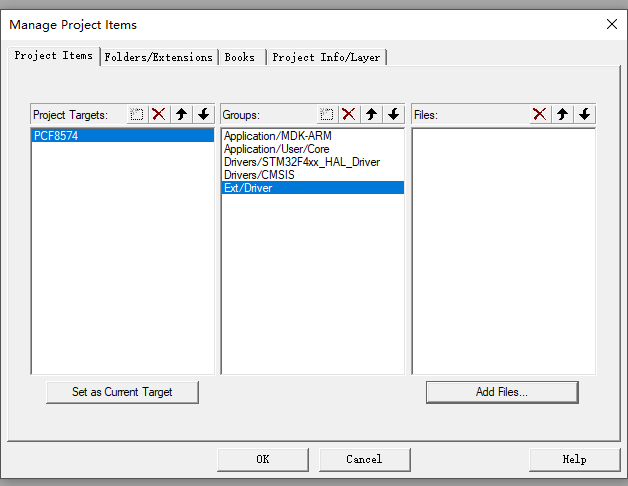 Manage Project Items
Project Items Folders/Extensions Books Project Info/Layer
Project Targets: Groups: Files:
PCF8574
Application/MDK-ARM
Application/User/Core
Drivers/STM32F4xx_HAL_Driver
Drivers/CMSIS
Ext/Driver
Set as Current Target Add Files...
OK Cancel Help